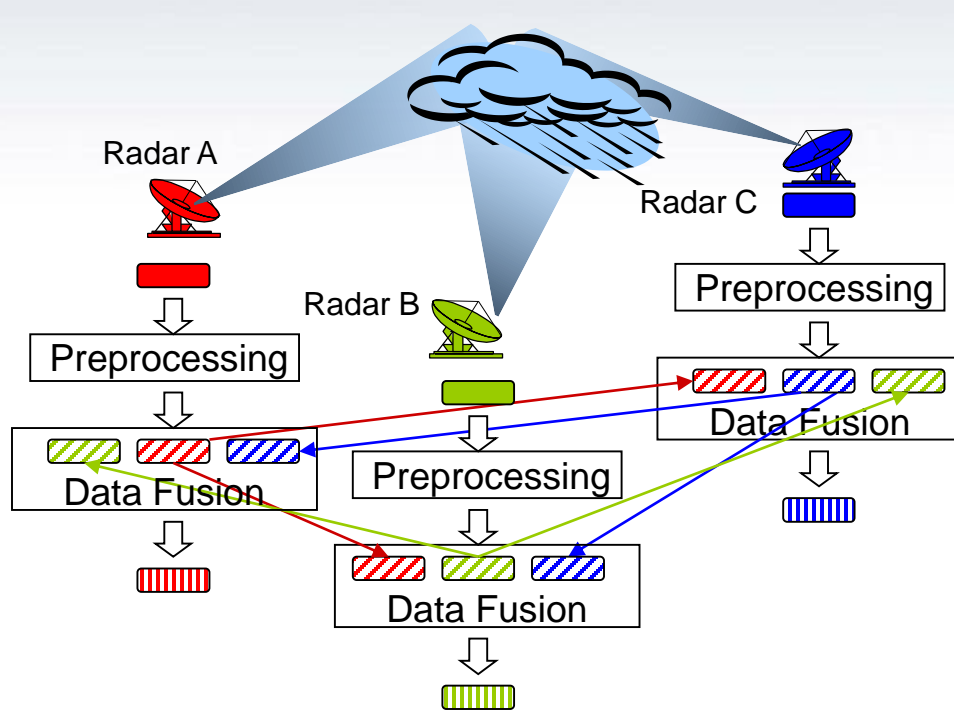 Radar A
Radar C
Preprocessing
Radar B
Preprocessing
Data Fusion
Preprocessing
Data Fusion
Data Fusion